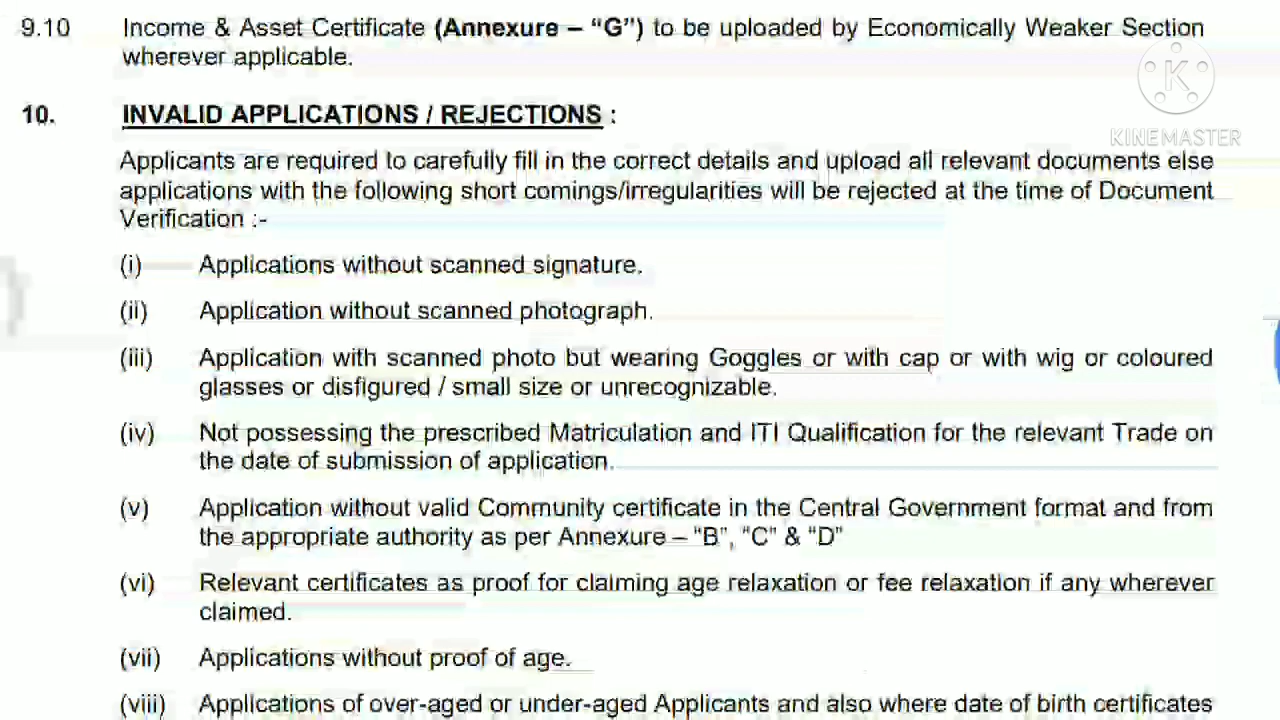 9.10 Income & Asset Certificate (Annexure – “G”) to be uploaded by Economically Weaker Section
wherever applicable.
K
KINEMASTER
10. INVALID APPLICATIONS / REJECTIONS :
Applicants are required to carefully fill in the correct details and upload all relevant documents else
applications with the following short comings/irregularities will be rejected at the time of Document
Verification :-
(i) Applications without scanned signature.
(ii) Application without scanned photograph.
(iii) Application with scanned photo but wearing Goggles or with cap or with wig or coloured
glasses or disfigured / small size or unrecognizable.
(iv) Not possessing the prescribed Matriculation and ITI Qualification for the relevant Trade on
the date of submission of application.
(v) Application without valid Community certificate in the Central Government format and from
the appropriate authority as per Annexure – “B”, “C” & “D”
(vi) Relevant certificates as proof for claiming age relaxation or fee relaxation if any wherever
claimed.
(vii) Applications without proof of age.
(viii) Applications of over-aged or under-aged Applicants and also where date of birth certificates